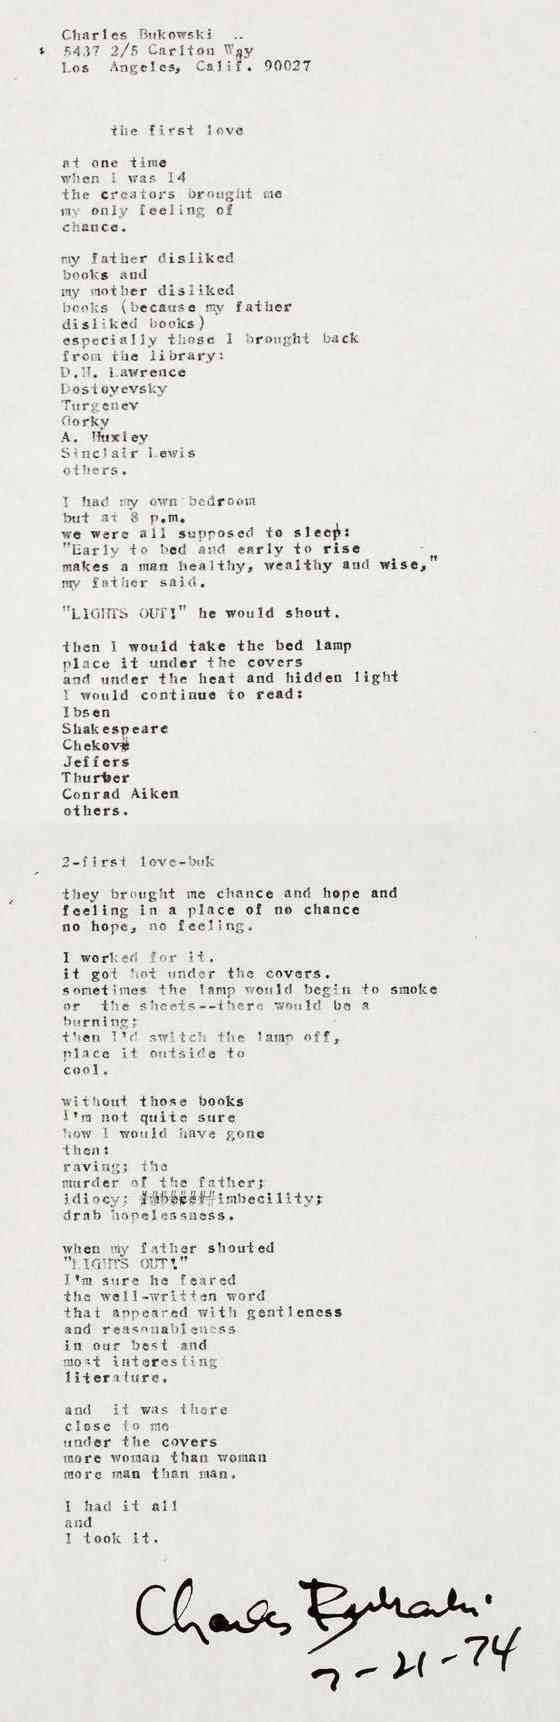 Charles Bukowski
5437 2/5 Carlton Way
Los Angeles, Calif. 90027
the first love
at one time
when I was 14
the creators brought me
my only feeling of
chance.
my father disliked
books and
my mother disliked
books (because my father
disliked books)
especially those I brought back
from the library:
D.H. Lawrence
Dostoyevsky
Turgenev
Gorky
A. Huxley
Sinclair Lewis
others.
I had my own bedroom
but at 8 p.m.
we were all supposed to sleep:
"Early to bed and early to rise
makes a man healthy, wealthy and wise,"
my father said.
"LIGHTS OUT!" he would shout.
then I would take the bed lamp
place it under the covers
and under the heat and hidden light
I would continue to read:
Ibsen
Shakespeare
Chekov
Jeffers
Thurber
Conrad Aiken
others.
2-first love-buk
they brought me chance and hope and
feeling in a place of no chance
no hope, no feeling.
I worked for it.
it got hot under the covers.
sometimes the lamp would begin to smoke
or the sheets--there would be a
burning;
then I'd switch the lamp off,
place it outside to
cool.
without those books
i'm not quite sure
how I would have gone
then:
raving; the
murder of the father;
idiocy; imbecility;
drab hopelessness.
when my father shouted
"LIGHTS OUT!"
I'm sure he feared
the well-written word
that appeared with gentleness
and reasonableness
in our best and
most interesting
literature.
and it was there
close to me
under the covers
more woman than woman
more man than man.
I had it all
and
I took it.
Charles Bukowski
7-21-74